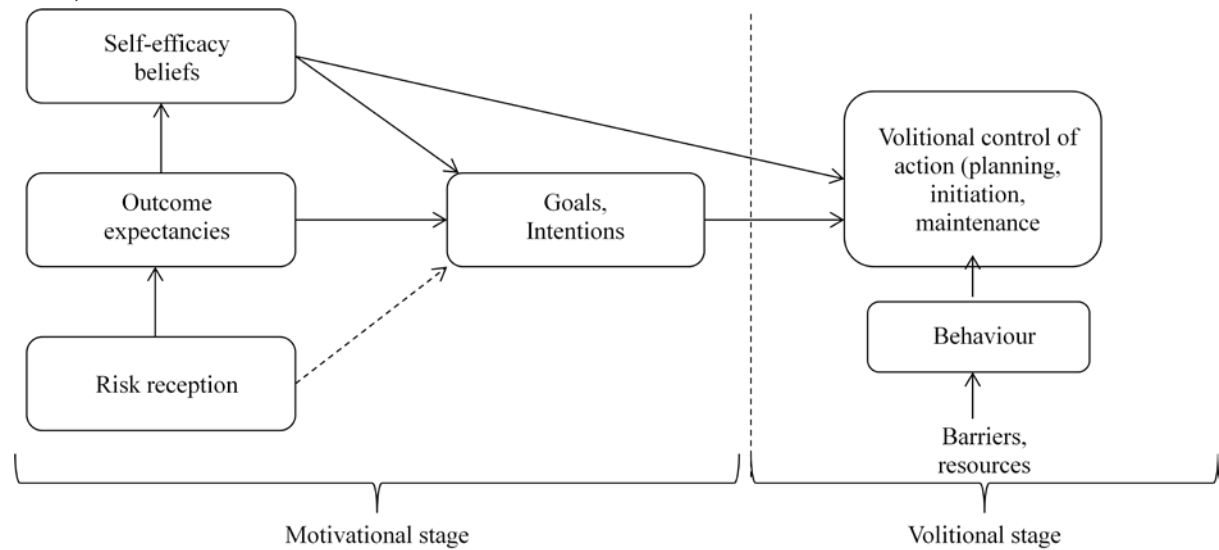 Self-efficacy
beliefs
Outcome
expectancies
Risk reception
Goals,
Intentions
Volitional control of
action (planning,
initiation,
maintenance
Behaviour
Barriers,
resources
Motivational stage
Volitional stage